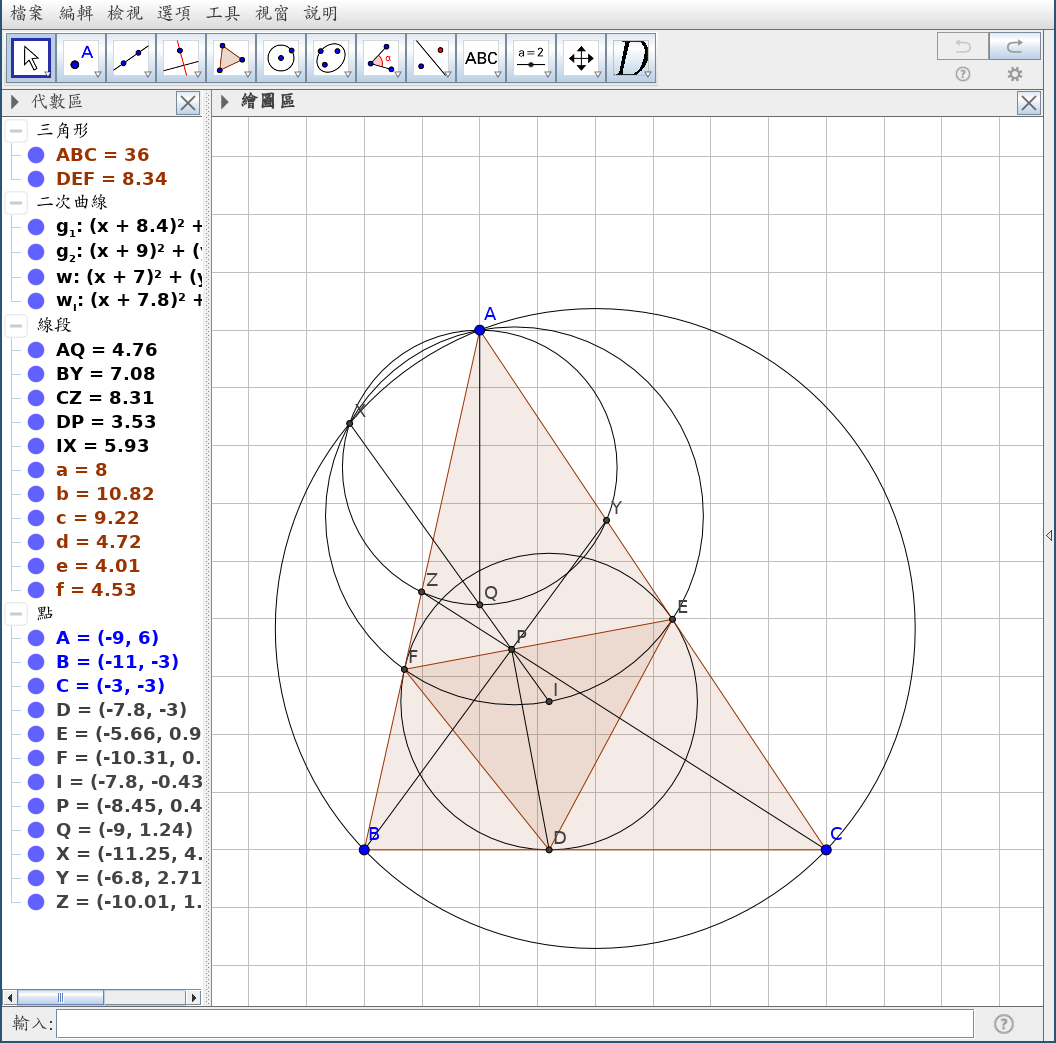 檔案 編輯 檢視 選項 工具 視窗 說明
A α ABC a=2 D
代數區
繪圖區
三角形
ABC = 36
DEF = 8.34
二次曲線
g₁: (x + 8.4)² +
g₂: (x + 9)² + (
w: (x + 7)² + (y
w₁: (x + 7.8)² +
線段
AQ = 4.76
BY = 7.08
CZ = 8.31
DP = 3.53
IX = 5.93
a = 8
b = 10.82
c = 9.22
d = 4.72
e = 4.01
f = 4.53
點
A = (-9, 6)
B = (-11, -3)
C = (-3, -3)
D = (-7.8, -3)
E = (-5.66, 0.9
F = (-10.31, 0.
I = (-7.8, -0.43
P = (-8.45, 0.4
Q = (-9, 1.24)
X = (-11.25, 4.
Y = (-6.8, 2.71
Z = (-10.01, 1.
A
X
Y
Z
Q
E
P
F
I
B
D
C
輸入: